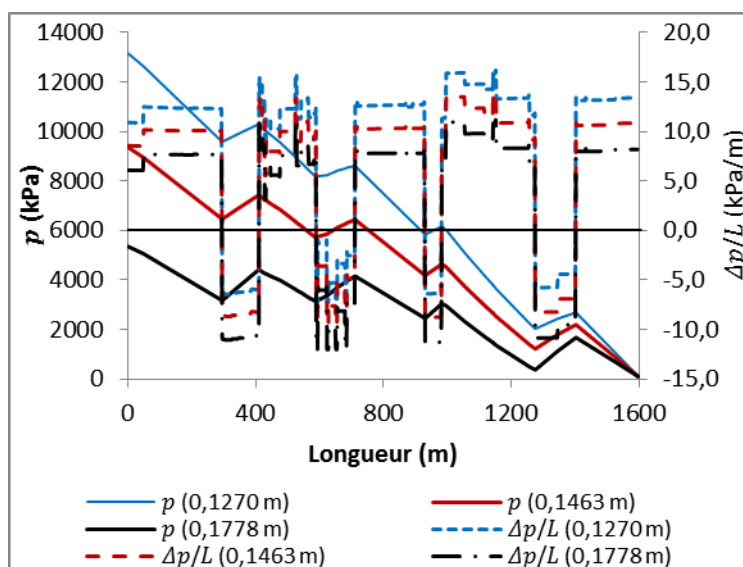 14000 20,0
12000 15,0
10000 10,0
8000 5,0
6000 0,0
4000 -5,0
2000 -10,0
0 -15,0
0 400 800 1200 1600
p (kPa)
Δp/L (kPa/m)
Longueur (m)
p (0,1270 m) p (0,1463 m)
p (0,1778 m) Δp/L (0,1270 m)
Δp/L (0,1463 m) Δp/L (0,1778 m)